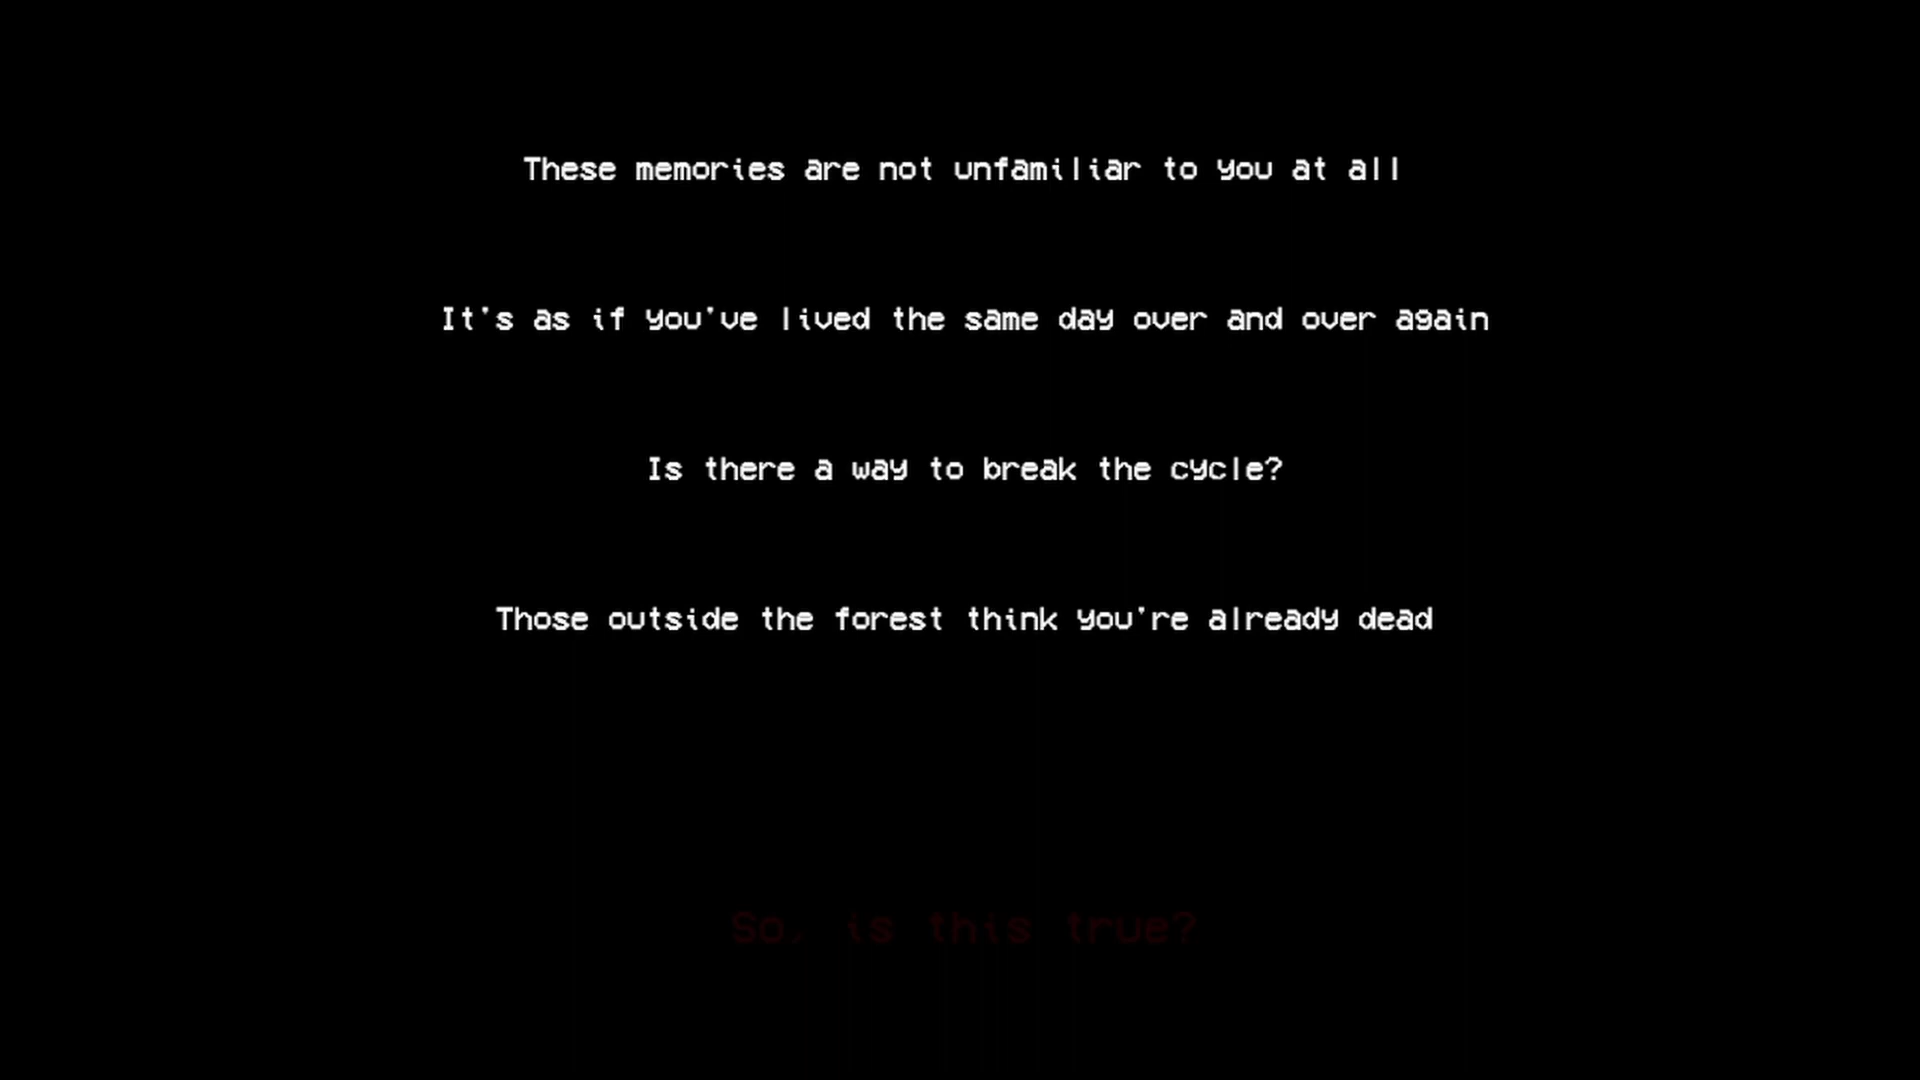 These memories are not unfamiliar to you at all
It's as if you've lived the same day over and over again
Is there a way to break the cycle?
Those outside the forest think you're already dead
So, is this true?